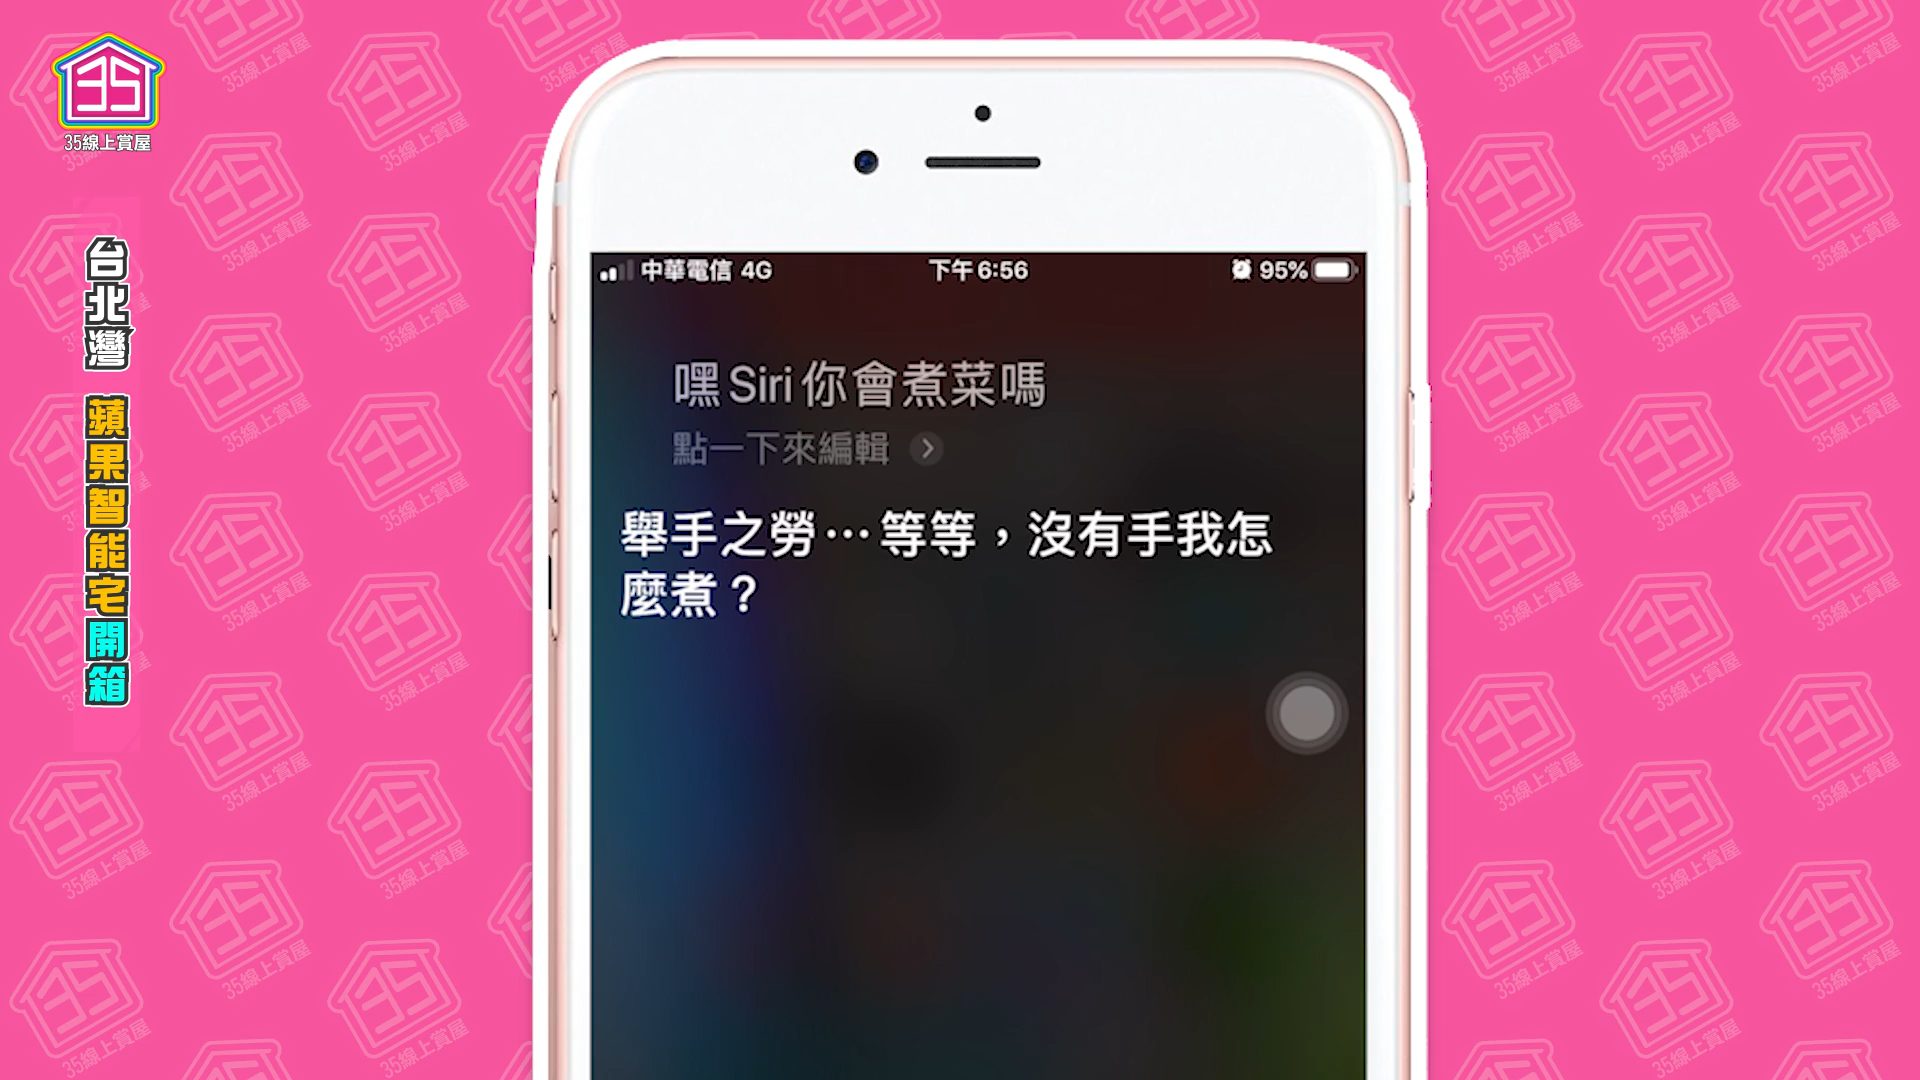 35線上賞屋
台北灣 蘋果智能宅開箱
中華電信 4G 下午6:56 95%
嘿 Siri 你會煮菜嗎
點一下來編輯
舉手之勞⋯等等，沒有手我怎
麼煮？